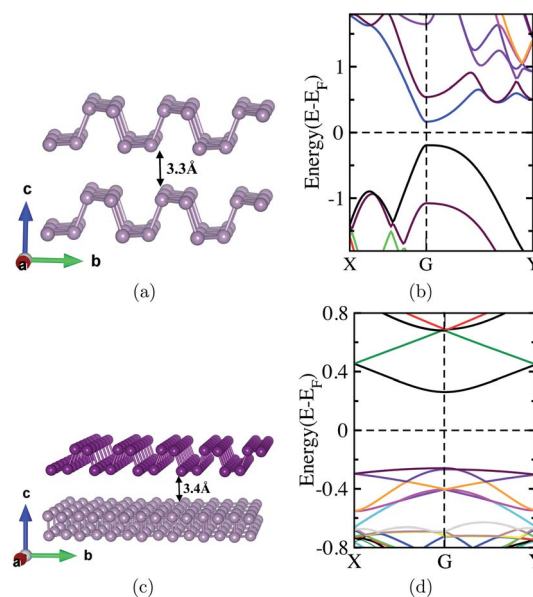 3.3Å
c
a
b
(a)
Energy(E-E_F)
1
0
-1
X
G
Y
(b)
3.4Å
c
a
b
(c)
Energy(E-E_F)
0.8
0.4
0
-0.4
-0.8
X
G
Y
(d)